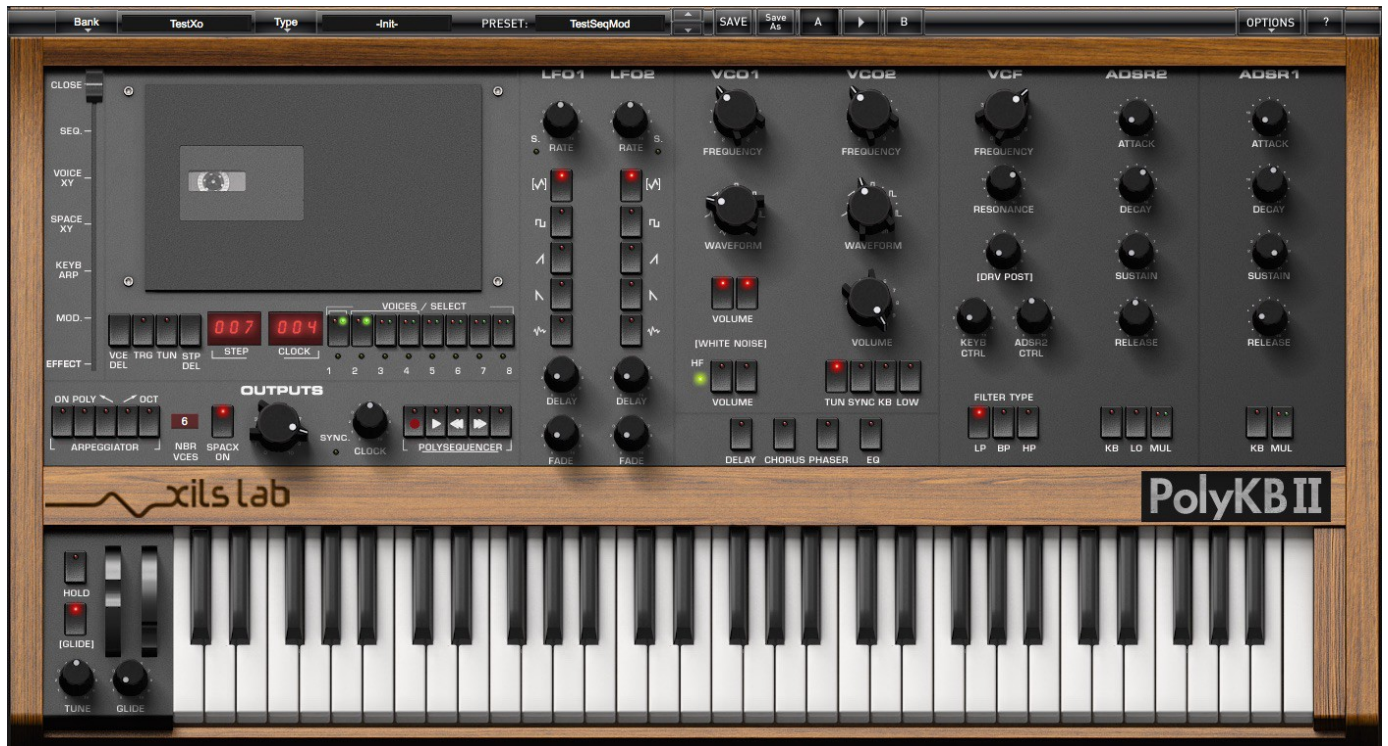 Bank TestXo Type -Init- PRESET: TestSeqMod SAVE Save As A B OPTIONS ?
CLOSE
SEQ.
VOICE XY
SPACE XY
KEYB ARP
MOD.
EFFECT
VOICES / SELECT
VCE DEL TRG TUN STP DEL
007 STEP
004 CLOCK
1 2 3 4 5 6 7 8
ON POLY OCT
ARPEGGIATOR
6
NBR VCES
SPACX ON
OUTPUTS
SYNC.
CLOCK
POLYSEQUENCER
LFO1 LFO2
S. RATE RATE S.
DELAY DELAY
FADE FADE
VCO1
FREQUENCY
WAVEFORM
VOLUME
[WHITE NOISE]
HF
VOLUME
VCO2
FREQUENCY
WAVEFORM
VOLUME
TUN SYNC KB LOW
DELAY CHORUS PHASER EQ
VCF
FREQUENCY
RESONANCE
[DRV POST]
KEYB CTRL
ADSR2 CTRL
FILTER TYPE
LP BP HP
ADSR2
ATTACK
DECAY
SUSTAIN
RELEASE
KB LO MUL
ADSR1
ATTACK
DECAY
SUSTAIN
RELEASE
KB MUL
xils lab
PolyKB II
HOLD
[GLIDE]
TUNE GLIDE